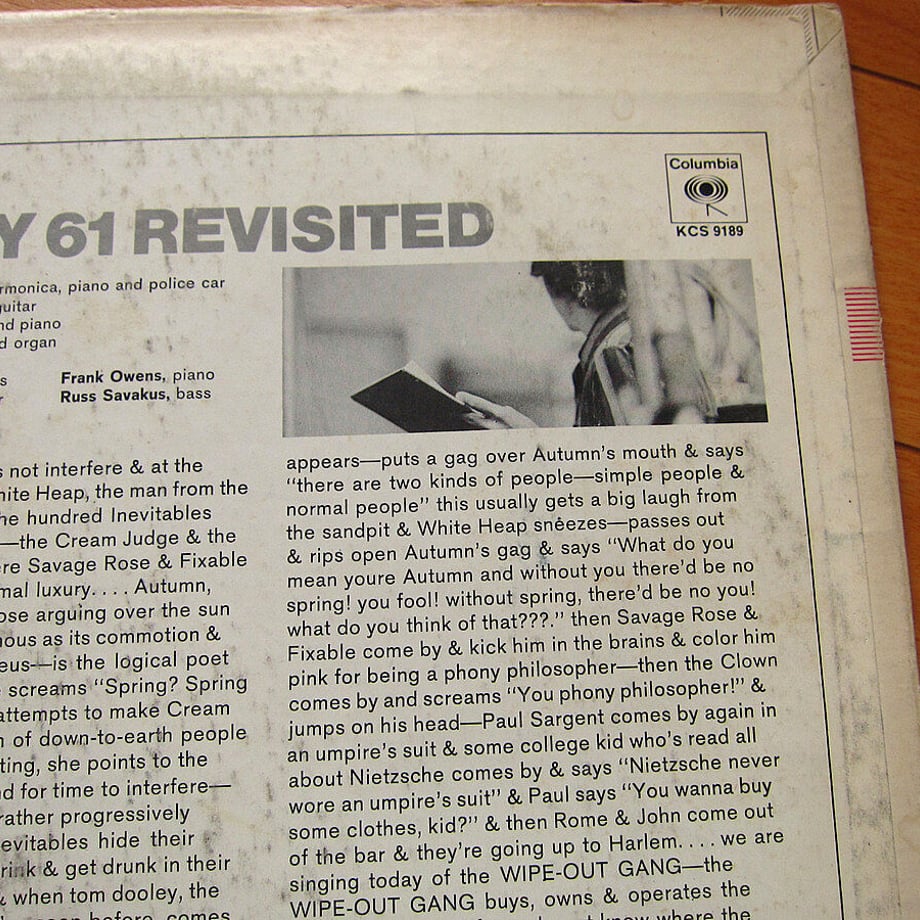 Columbia
KCS 9189
Y 61 REVISITED
rmonica, piano and police car
guitar
nd piano
d organ
s Frank Owens, piano
r Russ Savakus, bass
s not interfere & at the
hite Heap, the man from the
he hundred Inevitables
—the Cream Judge & the
ere Savage Rose & Fixable
mal luxury. . . . Autumn,
ose arguing over the sun
nous as its commotion &
eus—is the logical poet
screams “Spring? Spring
attempts to make Cream
n of down-to-earth people
ting, she points to the
nd for time to interfere—
rather progressively
evitables hide their
rink & get drunk in their
& when tom dooley, the
before, comes
appears—puts a gag over Autumn’s mouth & says
“there are two kinds of people—simple people &
normal people” this usually gets a big laugh from
the sandpit & White Heap sneezes—passes out
& rips open Autumn’s gag & says “What do you
mean youre Autumn and without you there’d be no
spring! you fool! without spring, there’d be no you!
what do you think of that???.” then Savage Rose &
Fixable come by & kick him in the brains & color him
pink for being a phony philosopher—then the Clown
comes by and screams “You phony philosopher!” &
jumps on his head—Paul Sargent comes by again in
an umpire’s suit & some college kid who’s read all
about Nietzsche comes by & says “Nietzsche never
wore an umpire’s suit” & Paul says “You wanna buy
some clothes, kid?” & then Rome & John come out
of the bar & they’re going up to Harlem. . . . we are
singing today of the WIPE-OUT GANG—the
WIPE-OUT GANG buys, owns & operates the
know where the